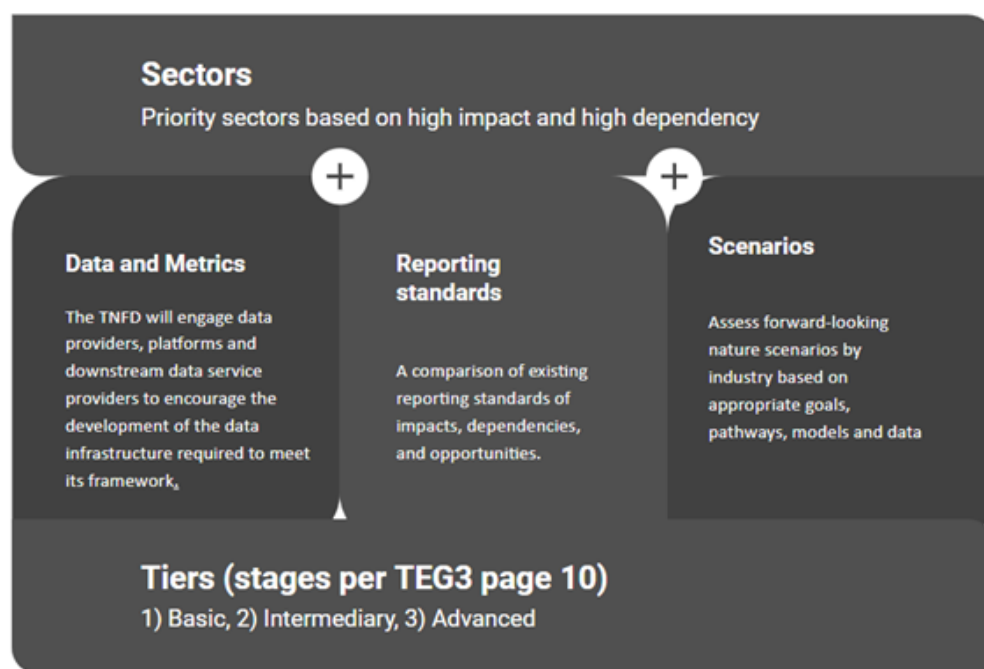 Sectors
Priority sectors based on high impact and high dependency
Data and Metrics
The TNFD will engage data
providers, platforms and
downstream data service
providers to encourage the
development of the data
infrastructure required to meet
its framework.
Reporting
standards
A comparison of existing
reporting standards of
impacts, dependencies,
and opportunities.
Scenarios
Assess forward-looking
nature scenarios by
industry based on
appropriate goals,
pathways, models and data
Tiers (stages per TEG3 page 10)
1) Basic, 2) Intermediary, 3) Advanced